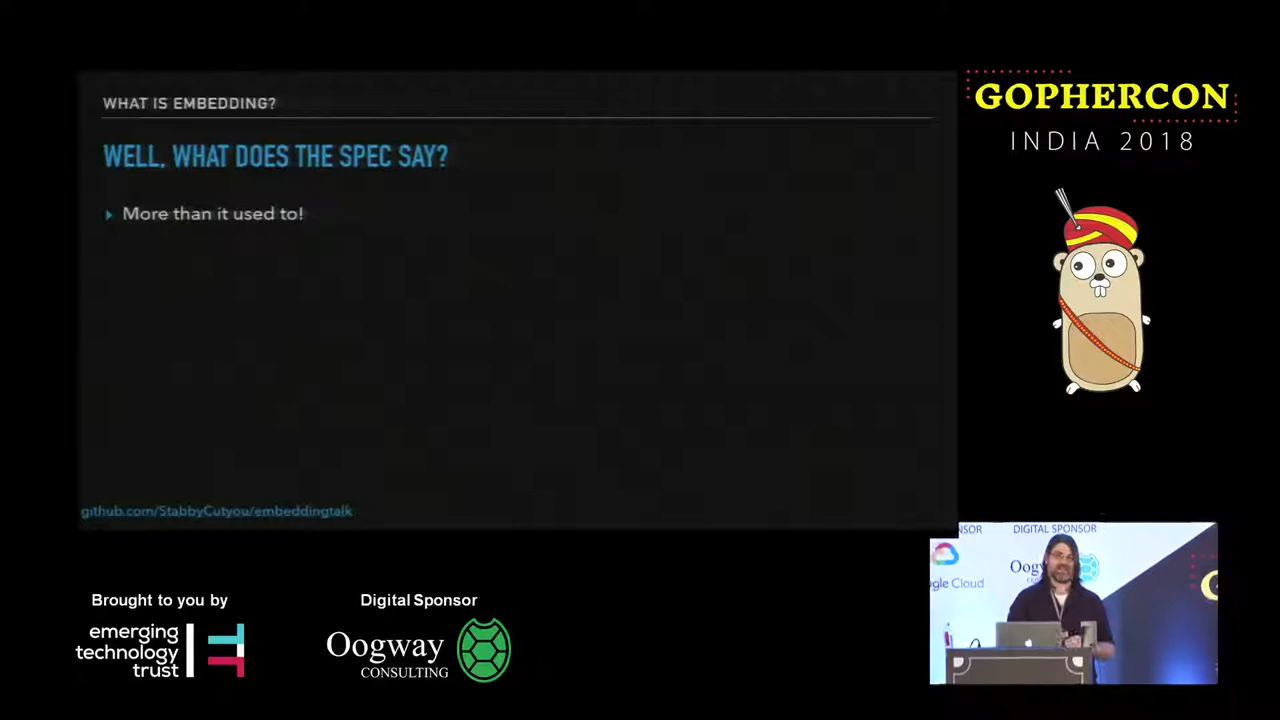 WHAT IS EMBEDDING?
WELL, WHAT DOES THE SPEC SAY?
More than it used to!
github.com/StabbyCutyou/embeddingtalk
GOPHERCON
INDIA 2018
DIGITAL SPONSOR
Brought to you by
emerging
technology
trust
Digital Sponsor
Oogway
CONSULTING